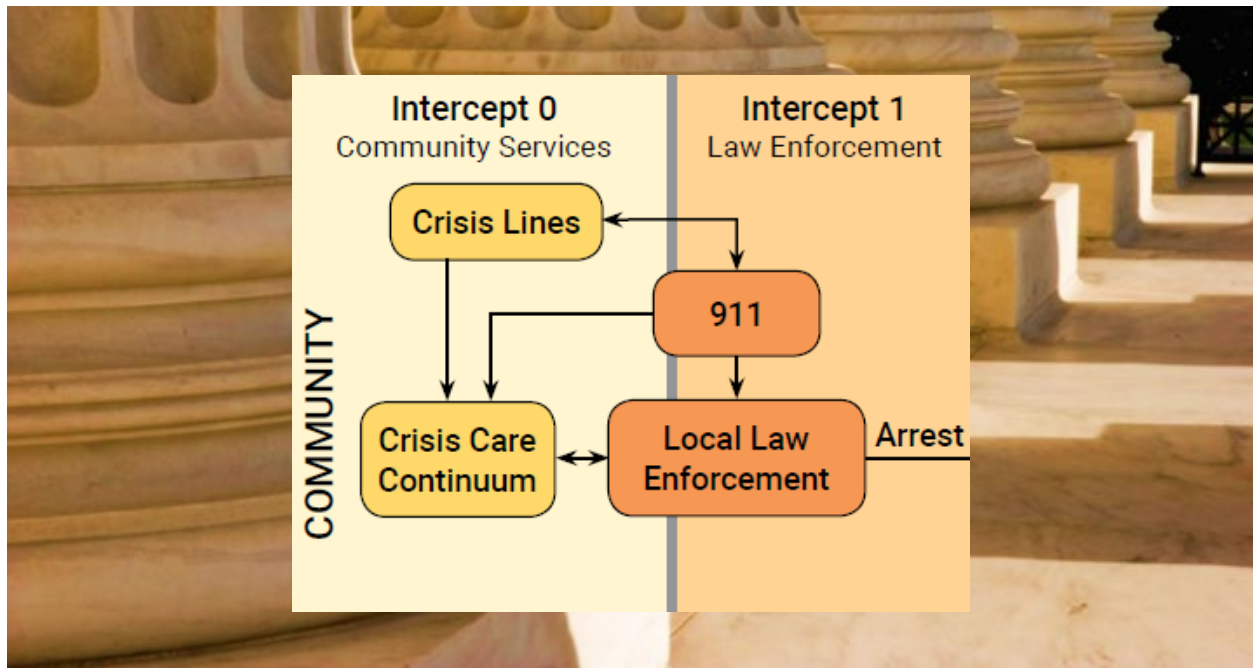 Intercept 0
Community Services
Intercept 1
Law Enforcement
Crisis Lines
911
COMMUNITY
Crisis Care
Continuum
Local Law
Enforcement
Arrest